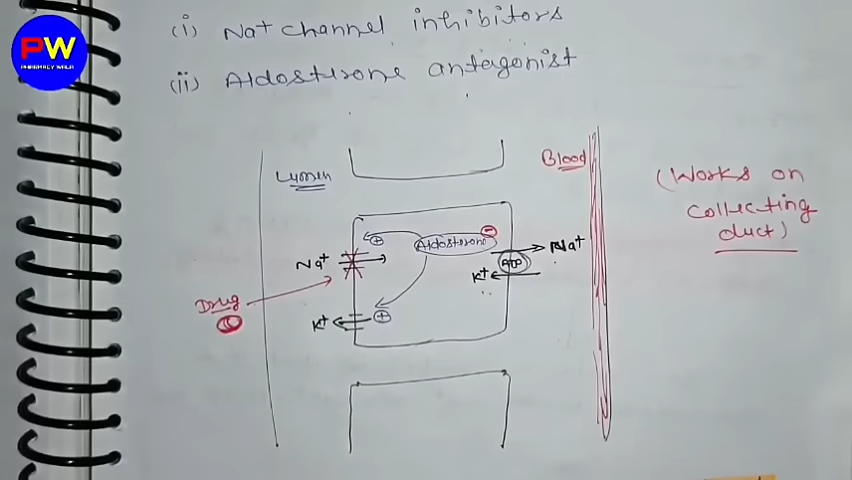 PW
PHARMACY WALA
(i) Na+ channel inhibitors
(ii) Aldosterone antagonist
Lumen
Blood
(Works on
collecting
duct)
+
Aldosterone
−
Na+
Na+
ATP
K+
Drug
K+
+